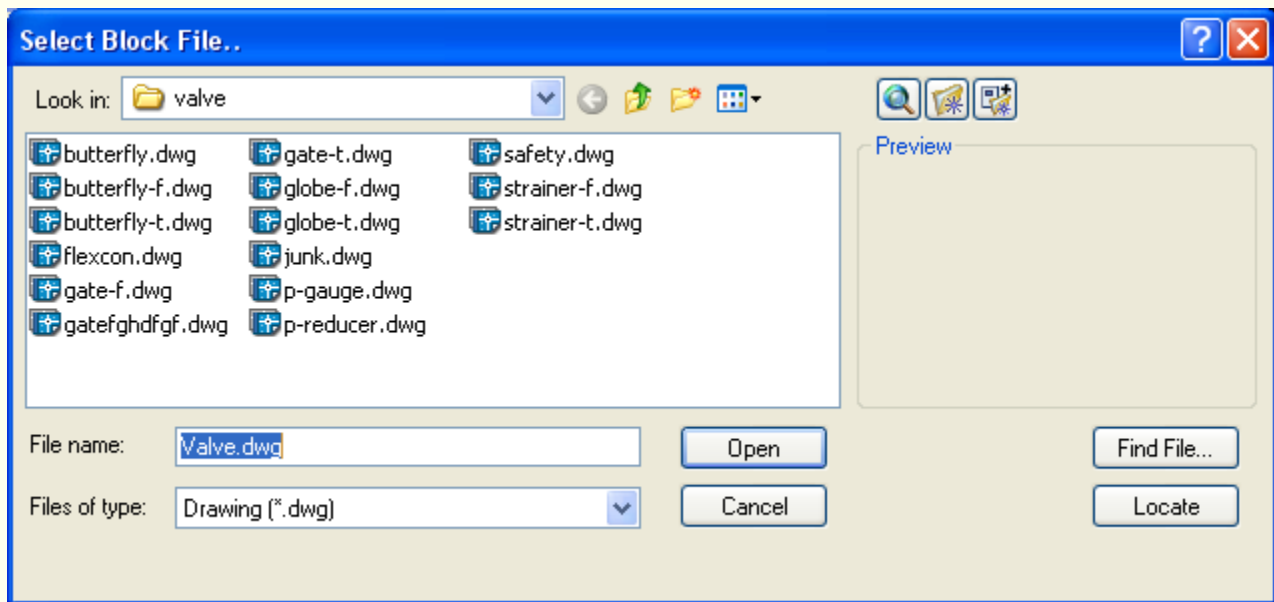 Select Block File..
Look in: valve
Preview
butterfly.dwg gate-t.dwg safety.dwg
butterfly-f.dwg globe-f.dwg strainer-f.dwg
butterfly-t.dwg globe-t.dwg strainer-t.dwg
flexcon.dwg junk.dwg
gate-f.dwg p-gauge.dwg
gatefghdfgf.dwg p-reducer.dwg
File name: Valve.dwg Open Find File...
Files of type: Drawing (*.dwg) Cancel Locate